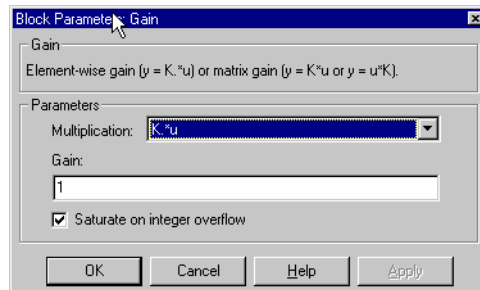 Block Parameters: Gain
Gain
Element-wise gain (y = K.*u) or matrix gain (y = K*u or y = u*K).
Parameters
Multiplication: K.*u
Gain:
1
Saturate on integer overflow
OK Cancel Help Apply